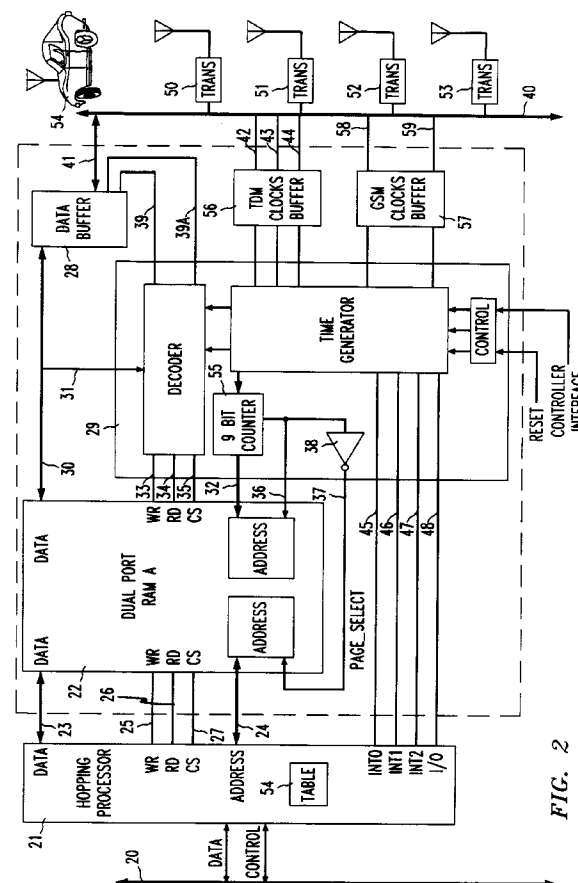 20
21
HOPPING
PROCESSOR
DATA
WR
RD
CS
ADDRESS
54
TABLE
INT0
INT1
INT2
I/O
DATA
CONTROL
23
25
26
27
24
22
DATA
DATA
DUAL PORT
RAM A
WR
RD
CS
WR
RD
CS
ADDRESS
ADDRESS
PAGE_SELECT
30
31
29
33
34
35
32
36
37
38
DECODER
55
9 BIT
COUNTER
TIME
GENERATOR
CONTROL
RESET
CONTROLLER
INTERFACE
45
46
47
48
28
DATA
BUFFER
39
39A
41
TDM
CLOCKS
BUFFER
56
GSM
CLOCKS
BUFFER
57
42
43
44
58
59
40
54
50
TRANS
51
TRANS
52
TRANS
53
TRANS
FIG. 2